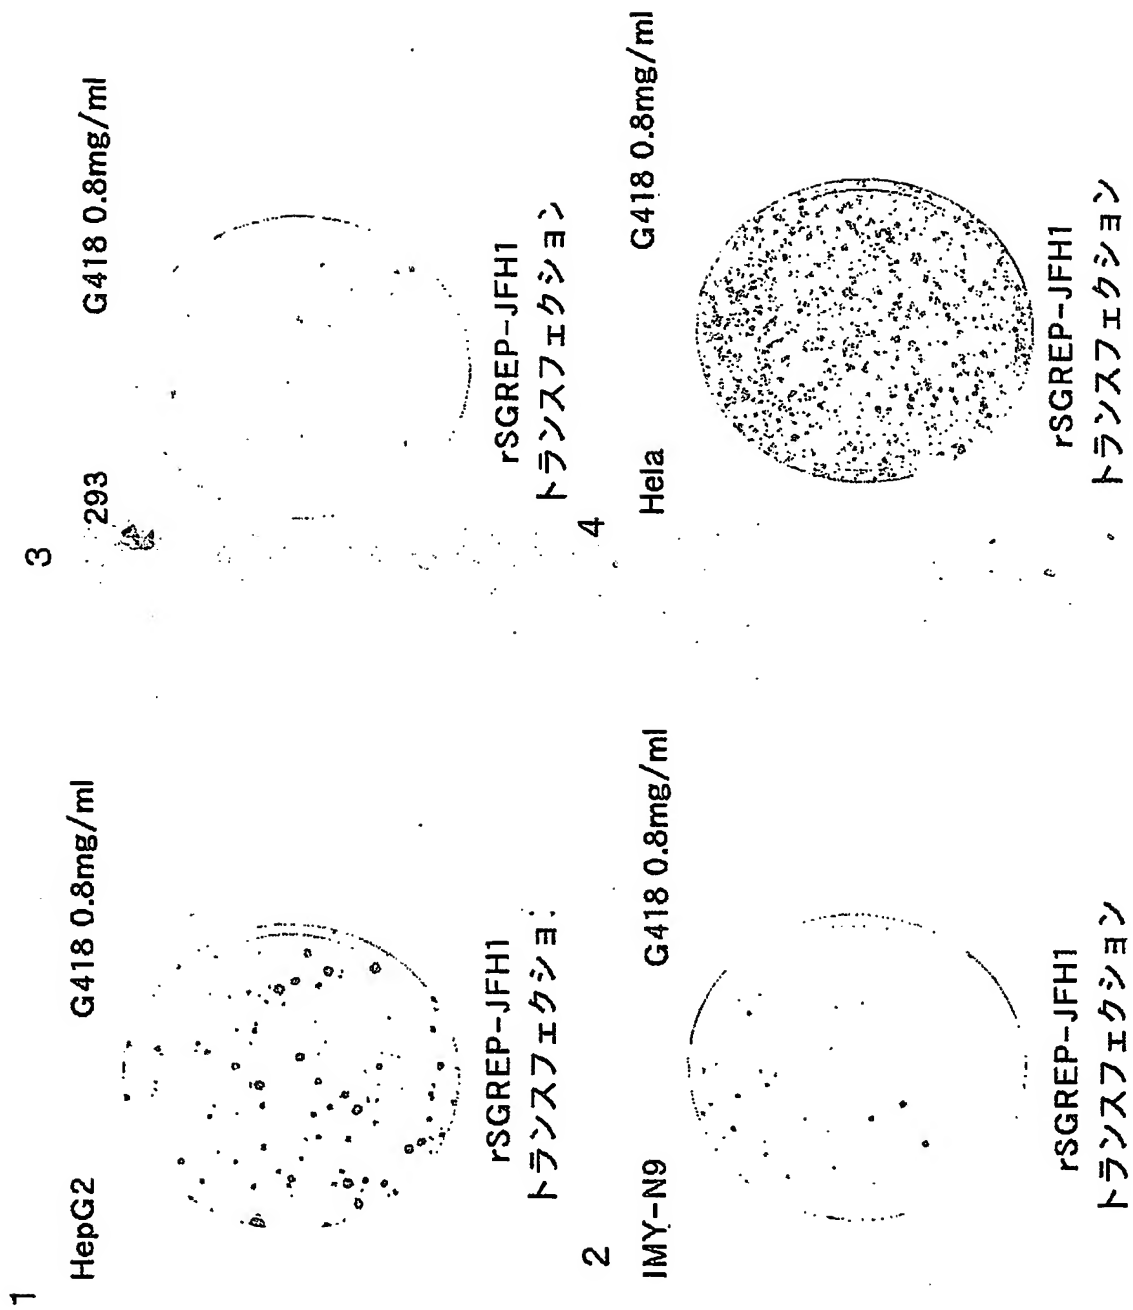 1
HepG2
G418 0.8mg/ml
rSGREP-JFH1
トランスフェクショ
2
IMY-N9
G418 0.8mg/ml
rSGREP-JFH1
トランスフェクション
3
293
G418 0.8mg/ml
rSGREP-JFH1
トランスフェクション
4
Hela
G418 0.8mg/ml
rSGREP-JFH1
トランスフェクション